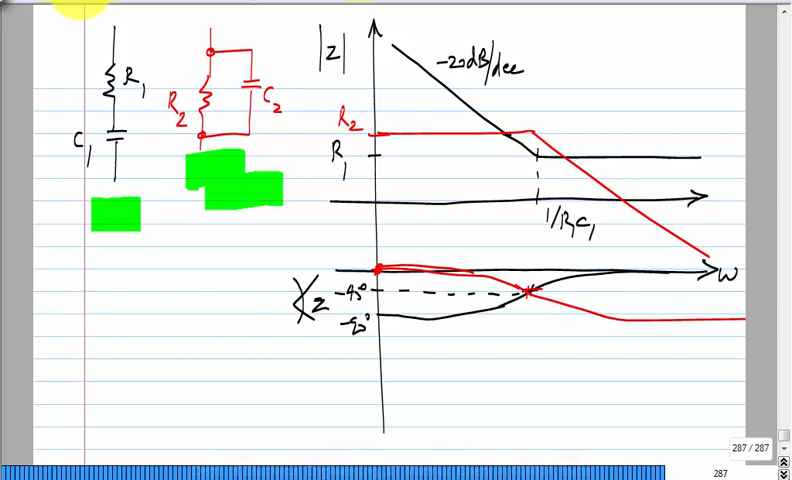 |Z|
-20dB/dec
R1
C1
R2
C2
R2
R1
1/R1C1
ω
∠Z
-45°
-90°
287 / 287
287